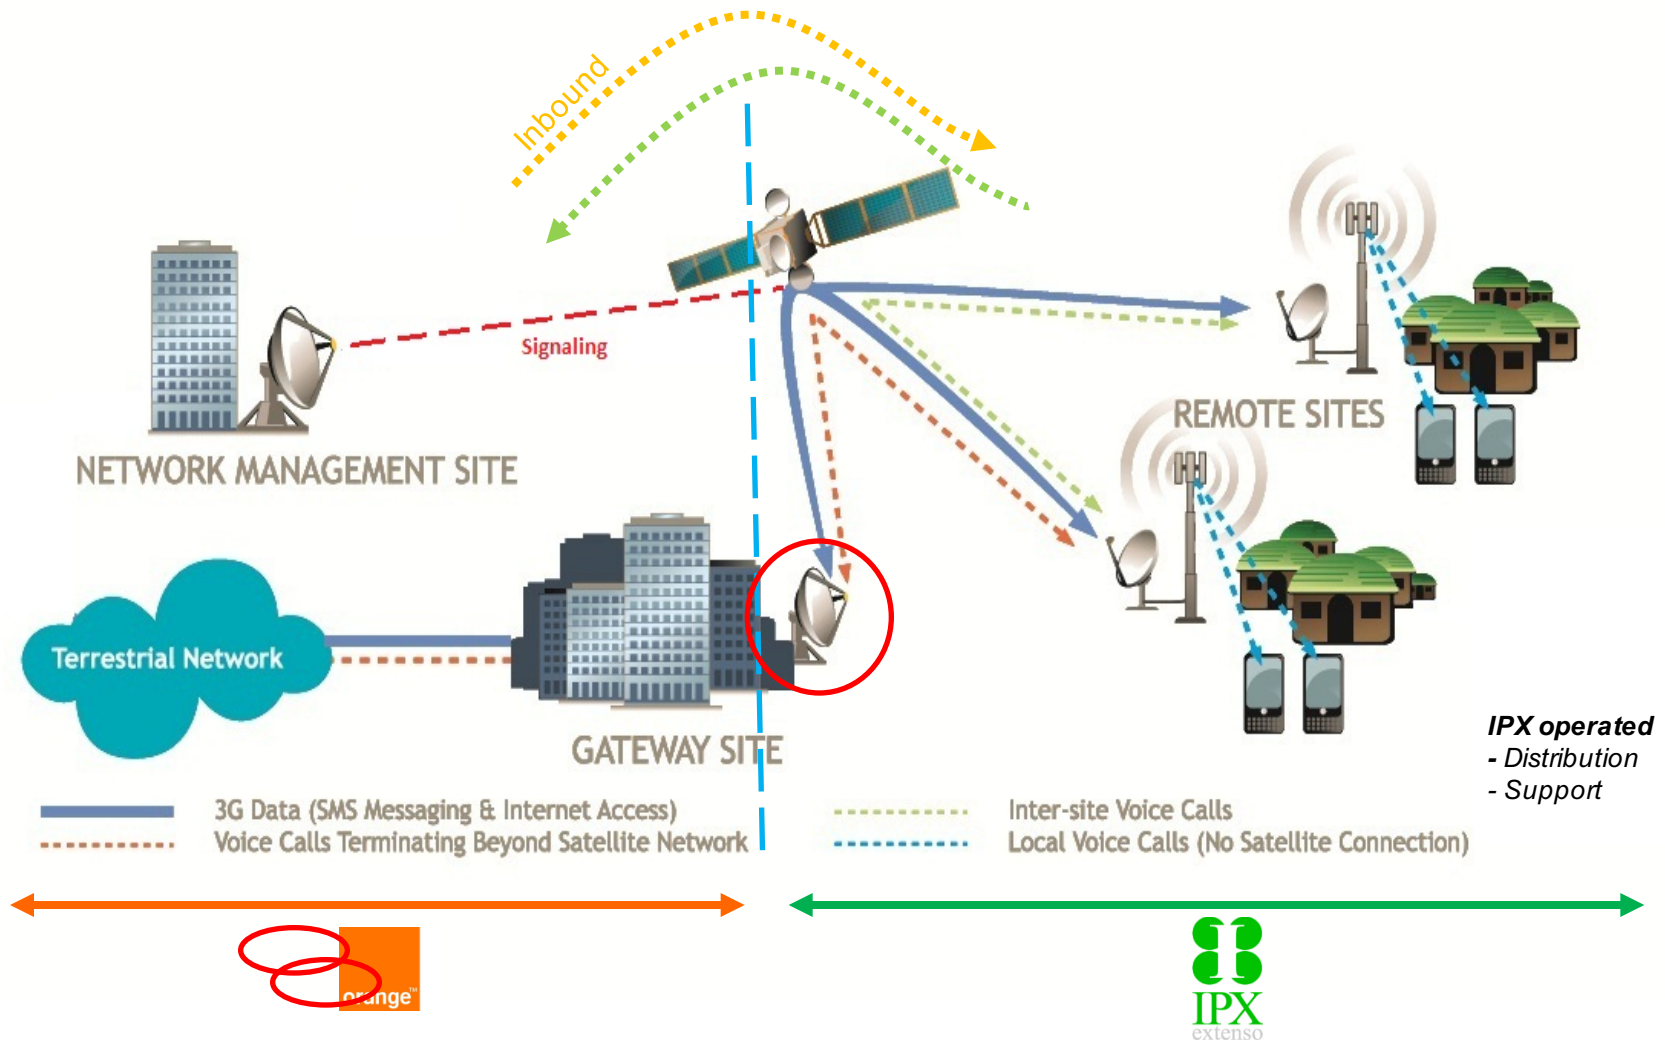 Inbound
Signaling
NETWORK MANAGEMENT SITE
REMOTE SITES
Terrestrial Network
GATEWAY SITE
IPX operated
- Distribution
- Support
3G Data (SMS Messaging & Internet Access)
Voice Calls Terminating Beyond Satellite Network
Inter-site Voice Calls
Local Voice Calls (No Satellite Connection)
orange™
IPX
extenso